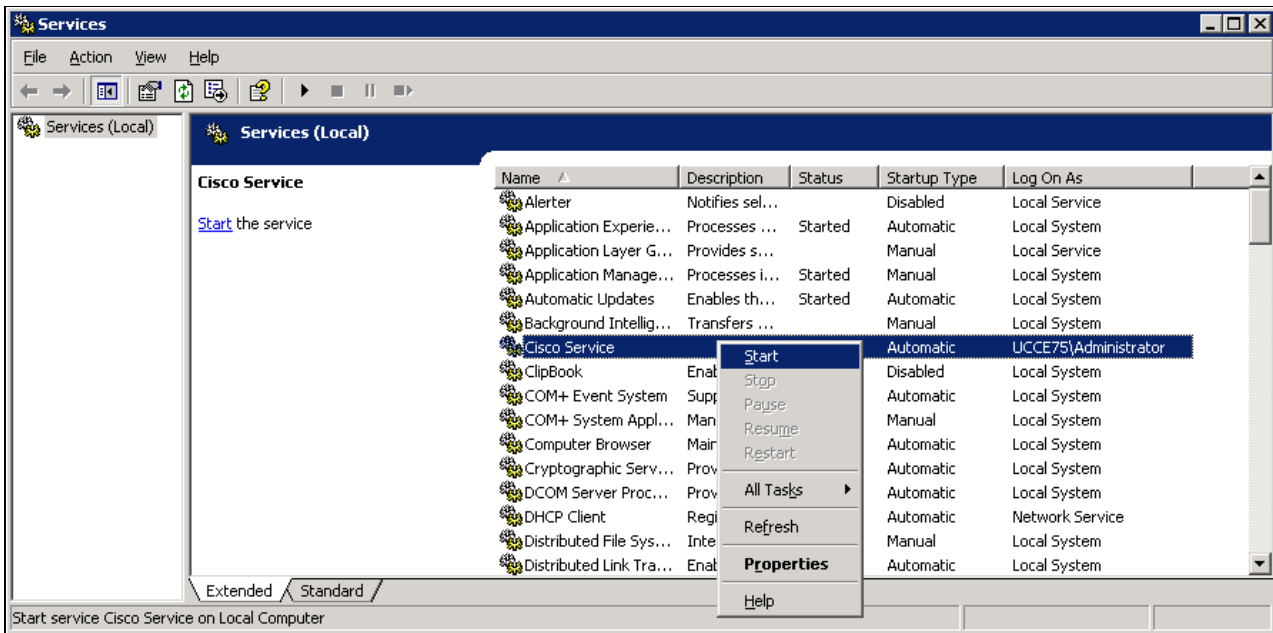 Services
File Action View Help
Services (Local)
Services (Local)
Cisco Service
Start the service
Name Description Status Startup Type Log On As
Alerter Notifies sel... Disabled Local Service
Application Experie... Processes ... Started Automatic Local System
Application Layer G... Provides s... Manual Local Service
Application Manage... Processes i... Started Manual Local System
Automatic Updates Enables th... Started Automatic Local System
Background Intellig... Transfers ... Manual Local System
Cisco Service Automatic UCCE75\Administrator
ClipBook Enab Disabled Local System
COM+ Event System Supp Automatic Local System
COM+ System Appl... Man Manual Local System
Computer Browser Main Automatic Local System
Cryptographic Serv... Prov Automatic Local System
DCOM Server Proc... Prov Automatic Local System
DHCP Client Regi Automatic Network Service
Distributed File Sys... Inte Manual Local System
Distributed Link Tra... Enab Automatic Local System
Start
Stop
Pause
Resume
Restart
All Tasks
Refresh
Properties
Help
Extended Standard
Start service Cisco Service on Local Computer